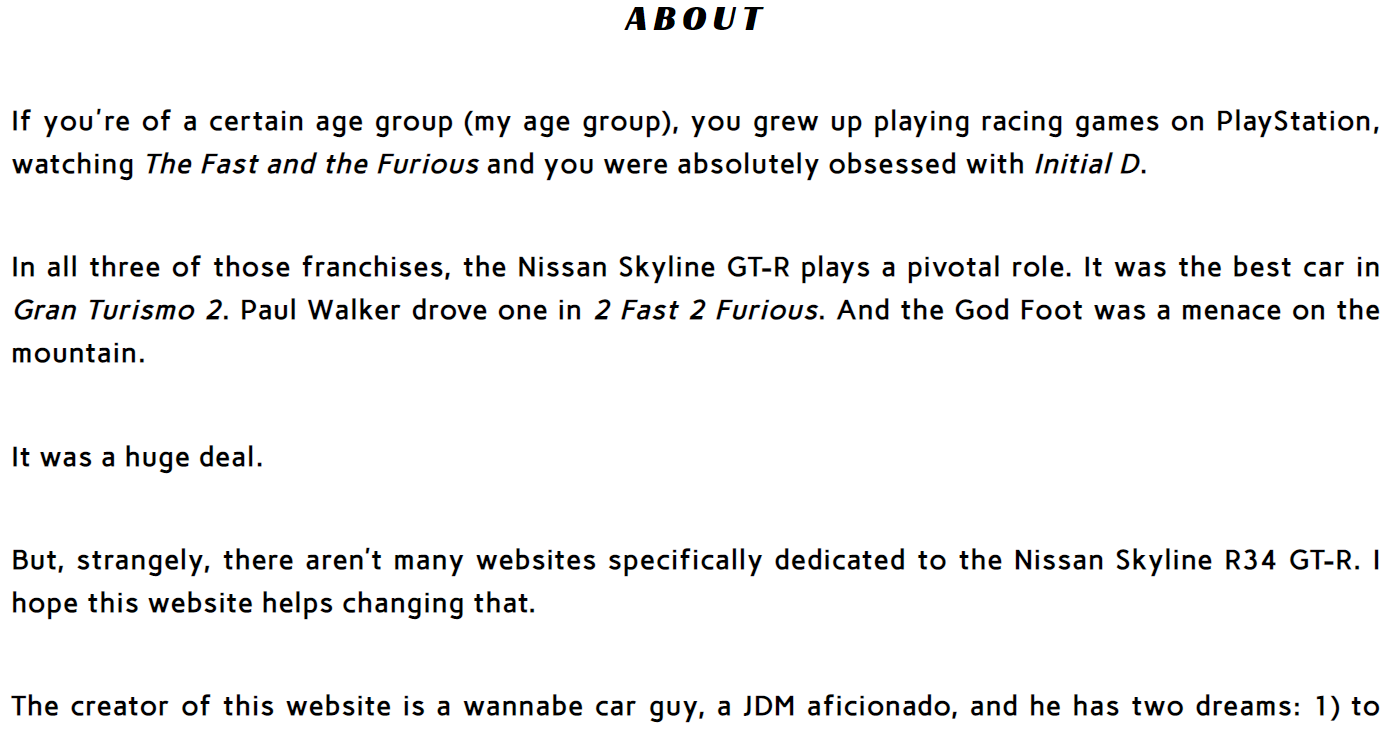 ABOUT
If you're of a certain age group (my age group), you grew up playing racing games on PlayStation,
watching The Fast and the Furious and you were absolutely obsessed with Initial D.
In all three of those franchises, the Nissan Skyline GT-R plays a pivotal role. It was the best car in
Gran Turismo 2. Paul Walker drove one in 2 Fast 2 Furious. And the God Foot was a menace on the
mountain.
It was a huge deal.
But, strangely, there aren't many websites specifically dedicated to the Nissan Skyline R34 GT-R. I
hope this website helps changing that.
The creator of this website is a wannabe car guy, a JDM aficionado, and he has two dreams: 1) to